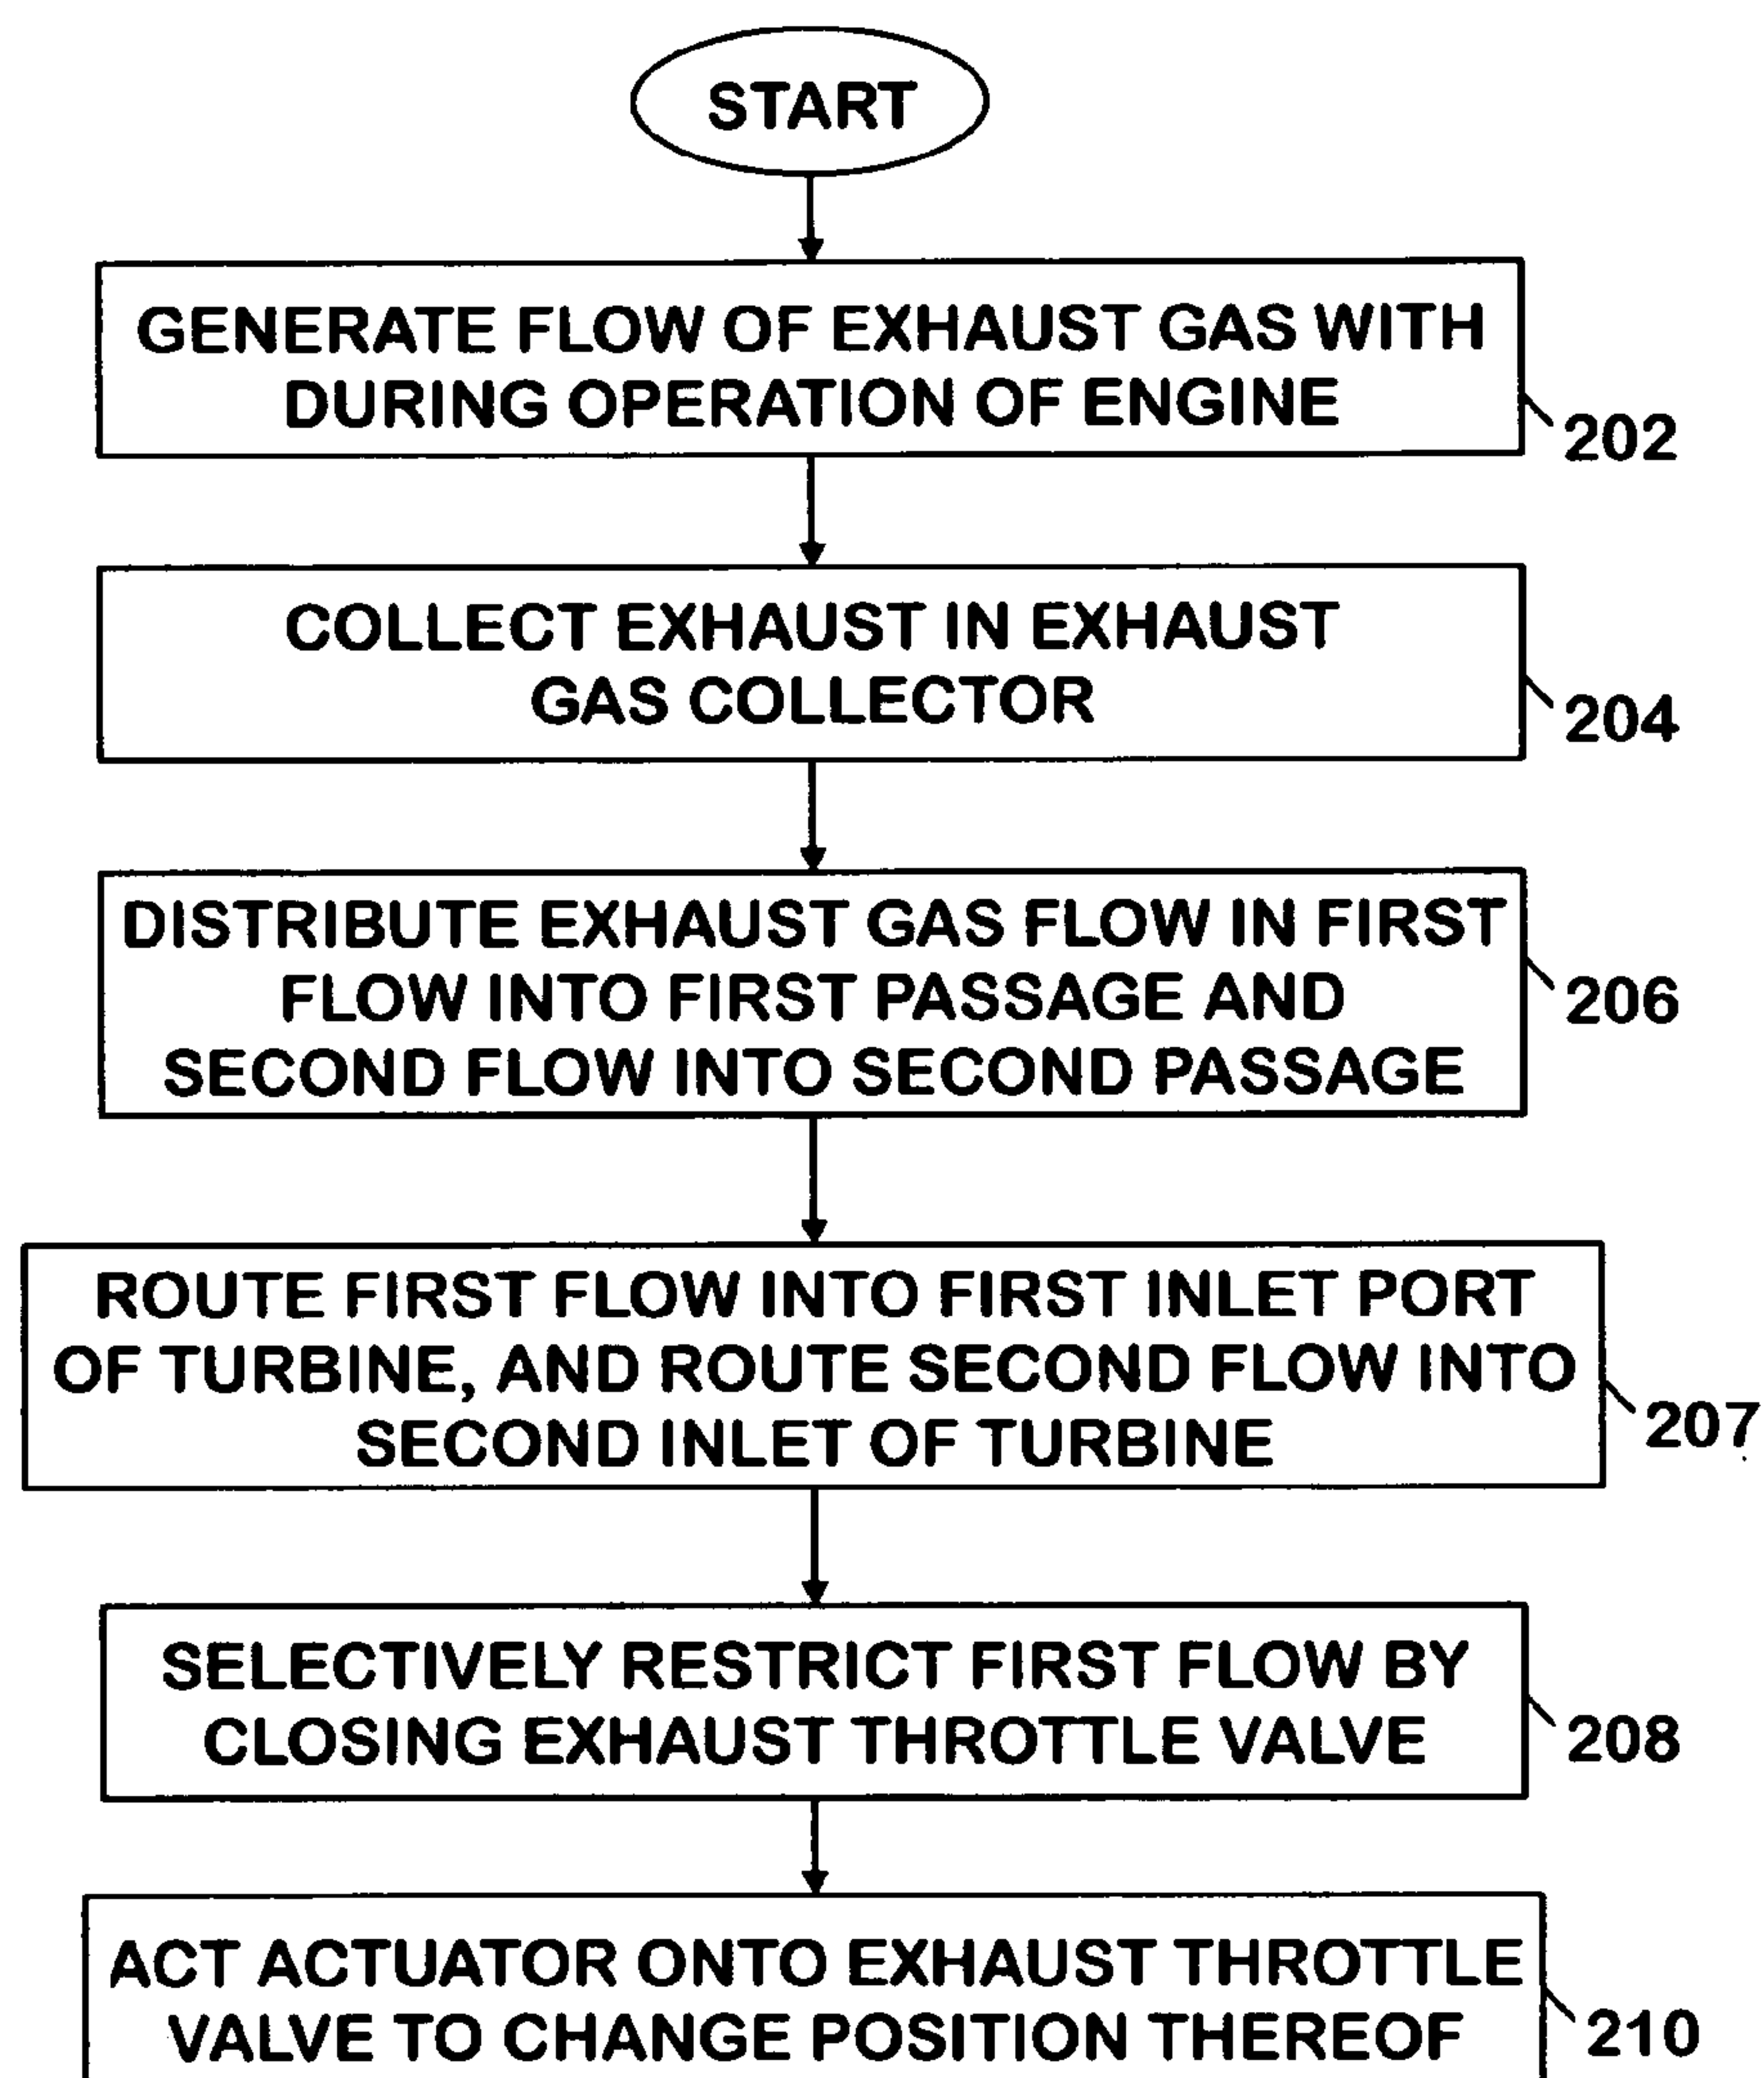 START
GENERATE FLOW OF EXHAUST GAS WITH
DURING OPERATION OF ENGINE
202
COLLECT EXHAUST IN EXHAUST
GAS COLLECTOR
204
DISTRIBUTE EXHAUST GAS FLOW IN FIRST
FLOW INTO FIRST PASSAGE AND
SECOND FLOW INTO SECOND PASSAGE
206
ROUTE FIRST FLOW INTO FIRST INLET PORT
OF TURBINE, AND ROUTE SECOND FLOW INTO
SECOND INLET OF TURBINE
207
SELECTIVELY RESTRICT FIRST FLOW BY
CLOSING EXHAUST THROTTLE VALVE
208
ACT ACTUATOR ONTO EXHAUST THROTTLE
VALVE TO CHANGE POSITION THEREOF
210